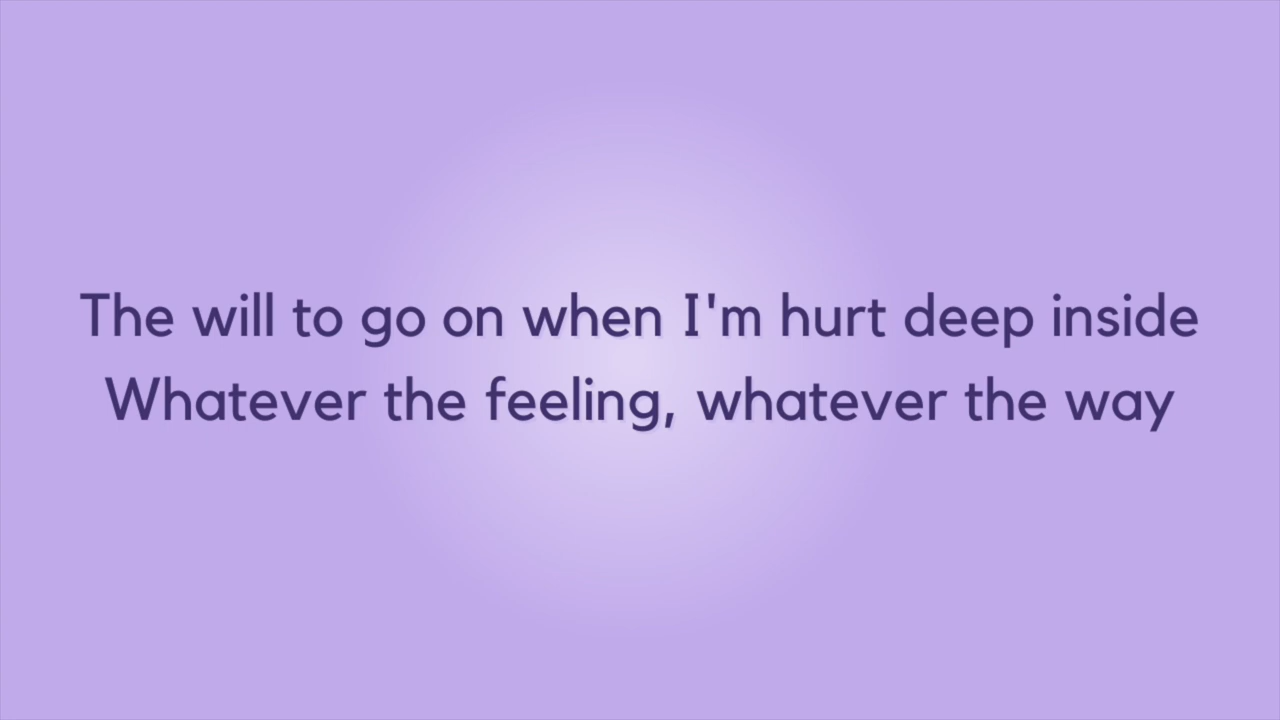 The will to go on when I'm hurt deep inside
Whatever the feeling, whatever the way